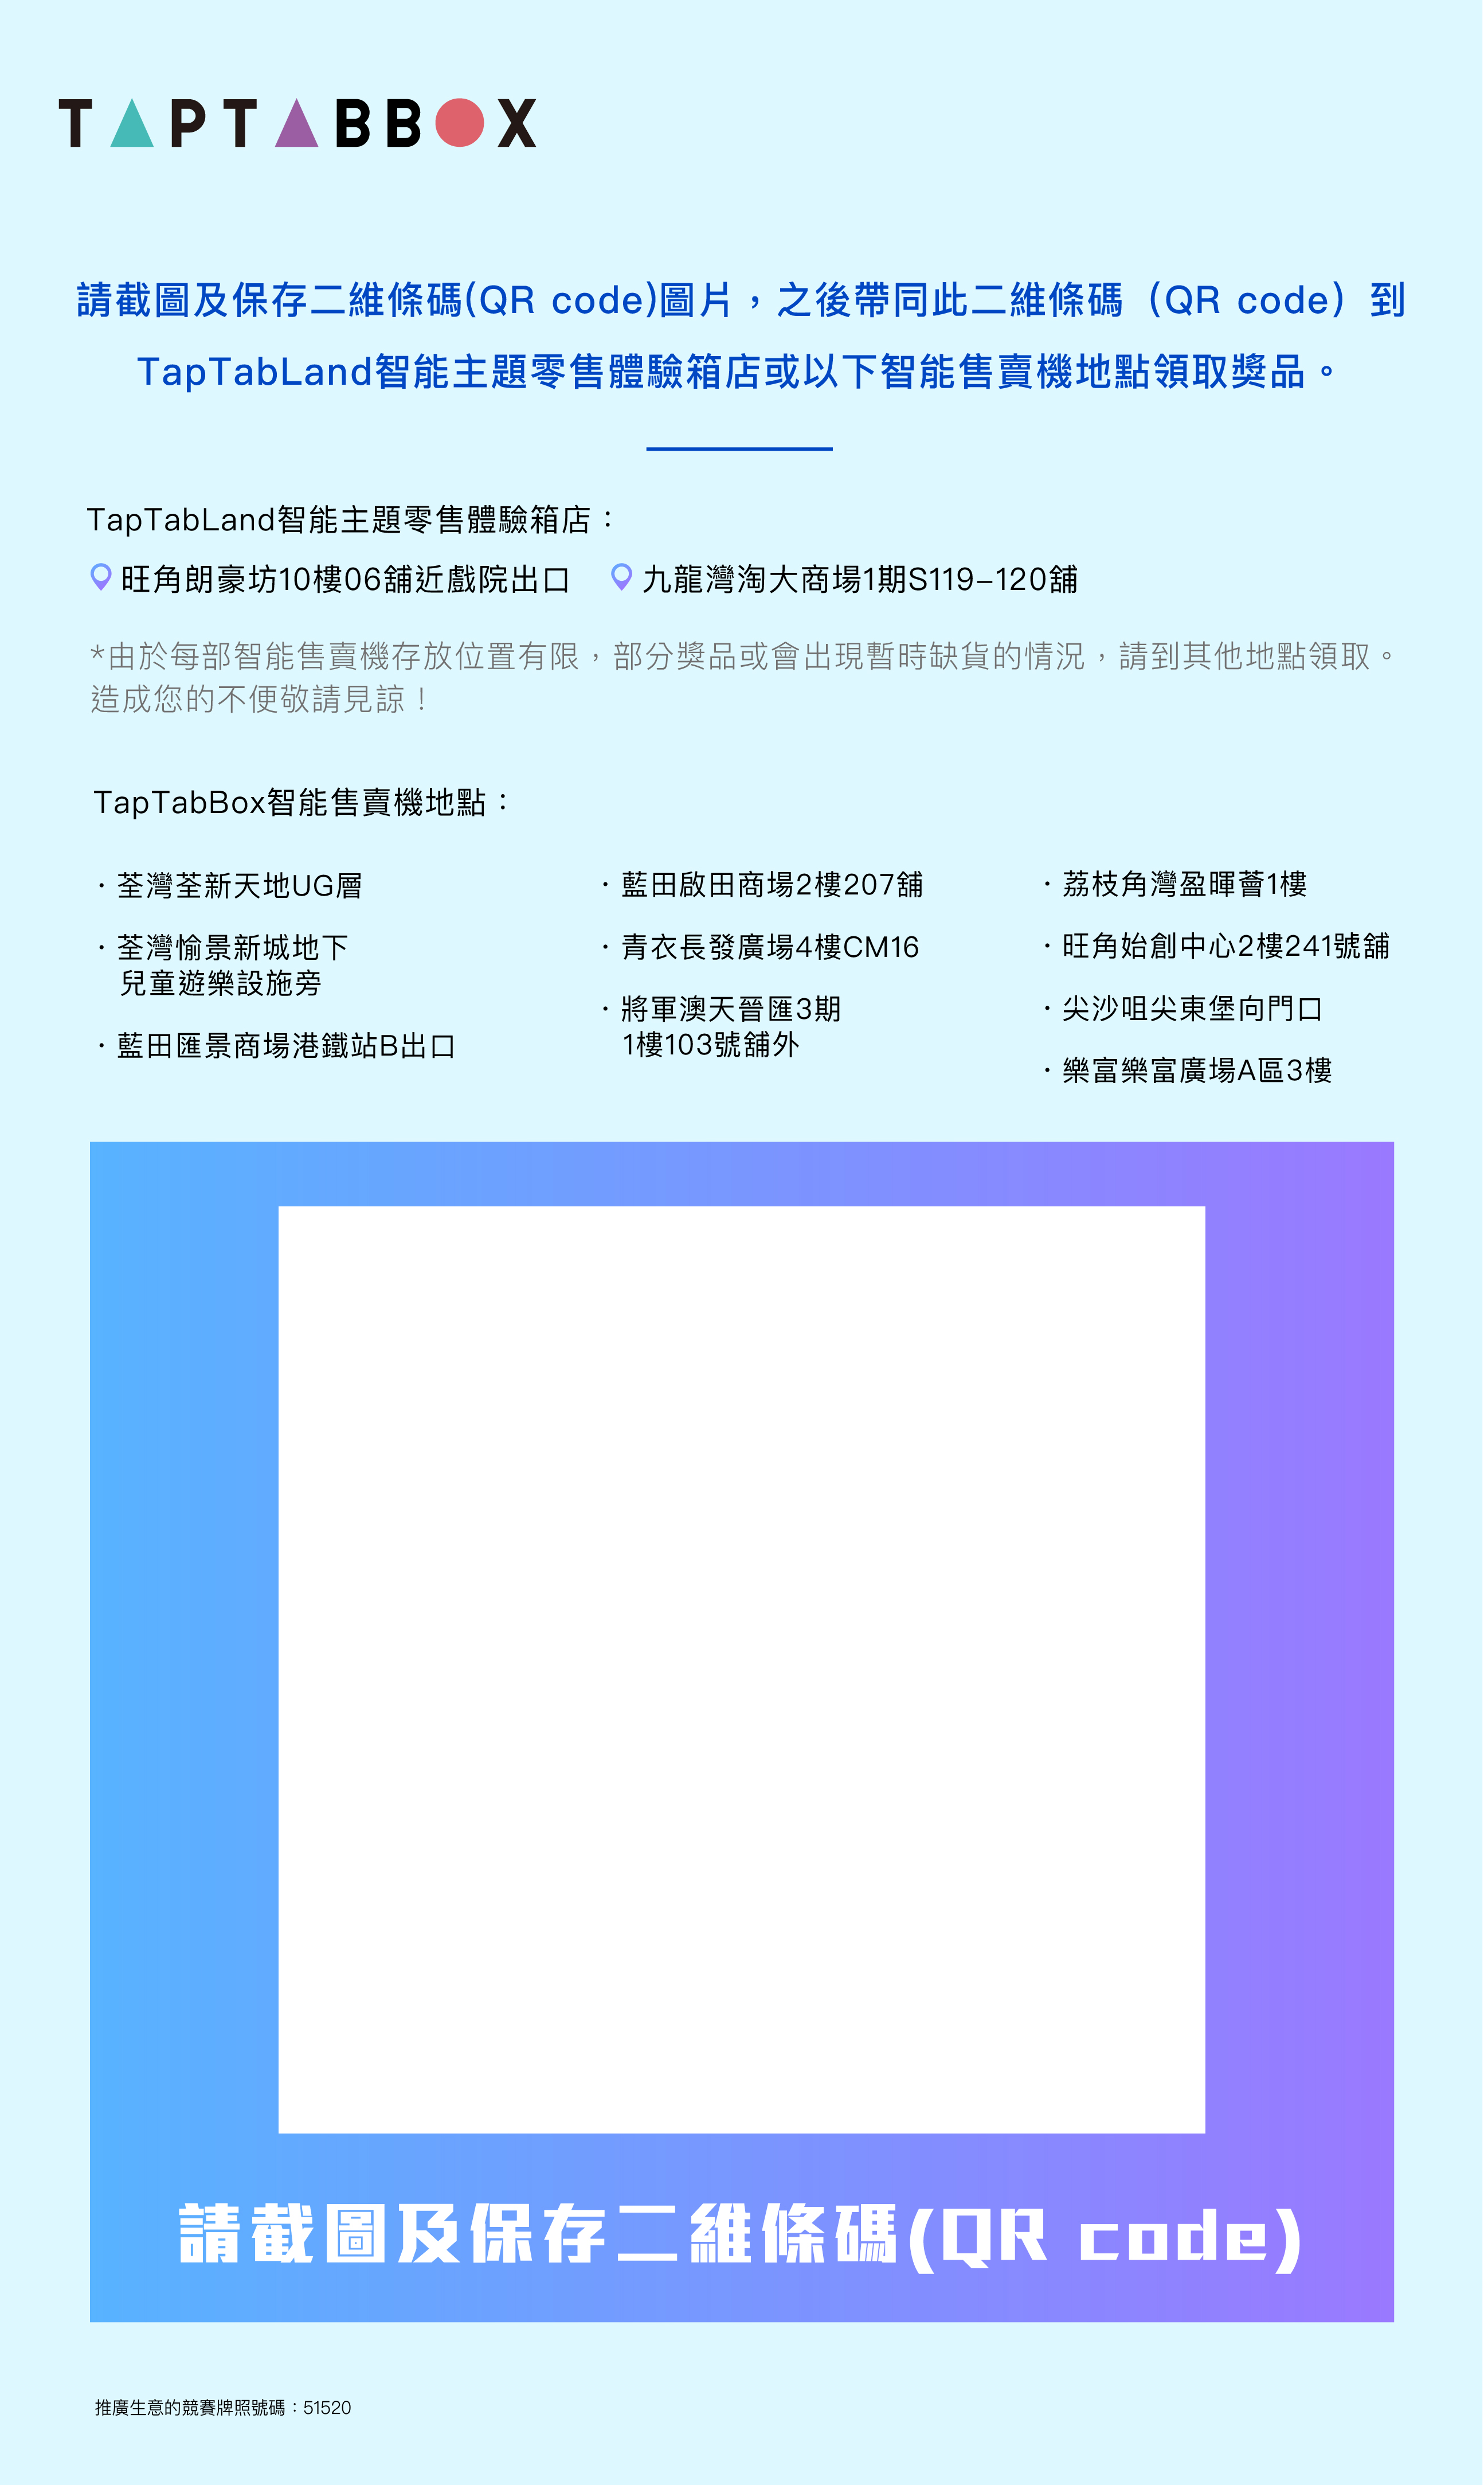 TAPTABBOX
請截圖及保存二維條碼(QR code)圖片，之後帶同此二維條碼（QR code）到
TapTabLand智能主題零售體驗箱店或以下智能售賣機地點領取獎品。
TapTabLand智能主題零售體驗箱店：
旺角朗豪坊10樓06舖近戲院出口
九龍灣淘大商場1期S119-120舖
*由於每部智能售賣機存放位置有限，部分獎品或會出現暫時缺貨的情況，請到其他地點領取。
造成您的不便敬請見諒！
TapTabBox智能售賣機地點：
· 荃灣荃新天地UG層
· 荃灣愉景新城地下
兒童遊樂設施旁
· 藍田匯景商場港鐵站B出口
· 藍田啟田商場2樓207舖
· 青衣長發廣場4樓CM16
· 將軍澳天晉匯3期
1樓103號舖外
· 荔枝角灣盈暉薈1樓
· 旺角始創中心2樓241號舖
· 尖沙咀尖東堡向門口
· 樂富樂富廣場A區3樓
請截圖及保存二維條碼(QR code)
推廣生意的競賽牌照號碼：51520